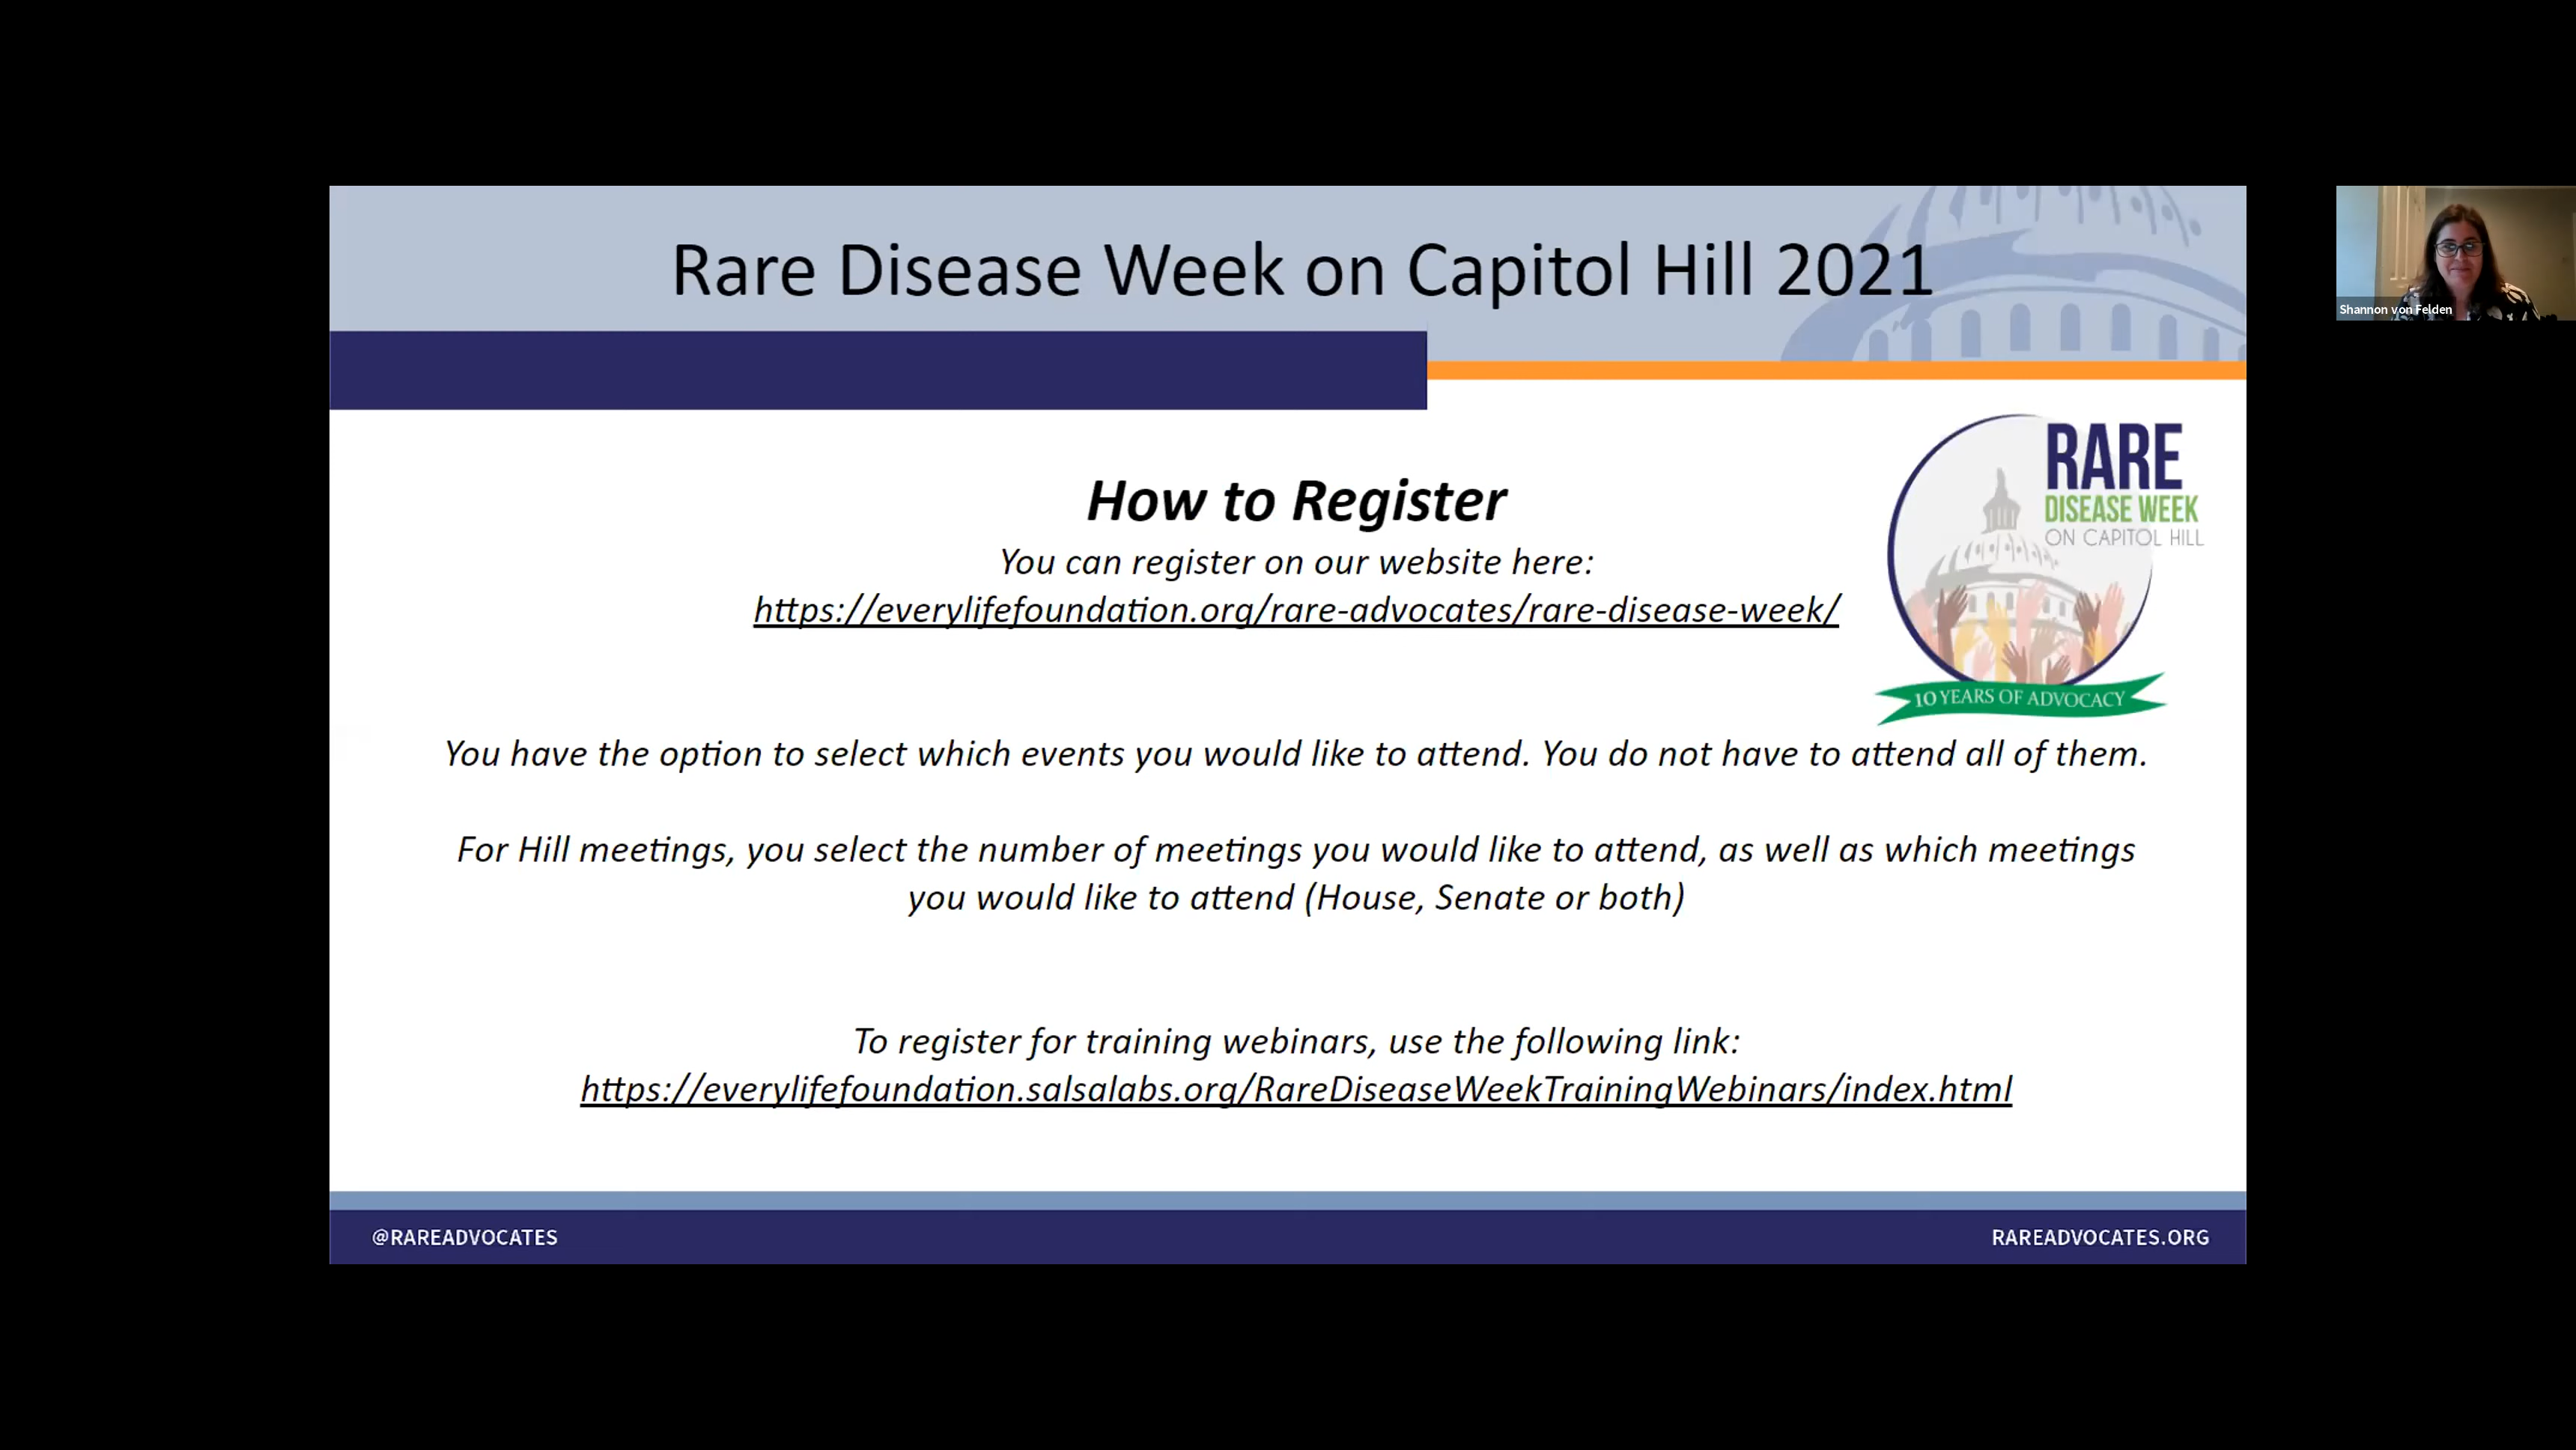 Rare Disease Week on Capitol Hill 2021
Shannon von Felden
RARE
DISEASE WEEK
ON CAPITOL HILL
10 YEARS OF ADVOCACY
How to Register
You can register on our website here:
https://everylifefoundation.org/rare-advocates/rare-disease-week/
You have the option to select which events you would like to attend. You do not have to attend all of them.
For Hill meetings, you select the number of meetings you would like to attend, as well as which meetings
you would like to attend (House, Senate or both)
To register for training webinars, use the following link:
https://everylifefoundation.salsalabs.org/RareDiseaseWeekTrainingWebinars/index.html
@RAREADVOCATES
RAREADVOCATES.ORG